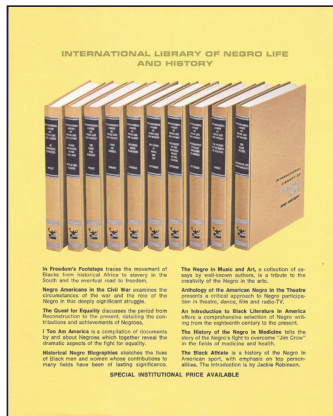 INTERNATIONAL LIBRARY OF NEGRO LIFE
AND HISTORY
INTERNATIONAL
LIBRARY OF
In Freedom's Footsteps traces the movement of
Blacks from historical Africa to slavery in the
South and the eventual road to freedom.
Negro Americans in the Civil War examines the
circumstances of the war and the role of the
Negro in this deeply significant struggle.
The Quest for Equality discusses the period from
Reconstruction to the present, detailing the con-
tributions and achievements of Negroes.
I Too Am America is a compilation of documents
by and about Negroes which together reveal the
dramatic aspects of the fight for equality.
Historical Negro Biographies sketches the lives
of Black men and women whose contributions to
many fields have been of lasting significance.
The Negro in Music and Art, a collection of es-
says by well-known authors, is a tribute to the
creativity of the Negro in the arts.
Anthology of the American Negro in the Theatre
presents a critical approach to Negro participa-
tion in theatre, dance, film and radio-TV.
An Introduction to Black Literature in America
offers a comprehensive selection of Negro writ-
ing from the eighteenth century to the present.
The History of the Negro in Medicine tells the
story of the Negro's fight to overcome "Jim Crow"
in the fields of medicine and health.
The Black Athlete is a history of the Negro in
American sport, with emphasis on top person-
alities. The Introduction is by Jackie Robinson.
SPECIAL INSTITUTIONAL PRICE AVAILABLE